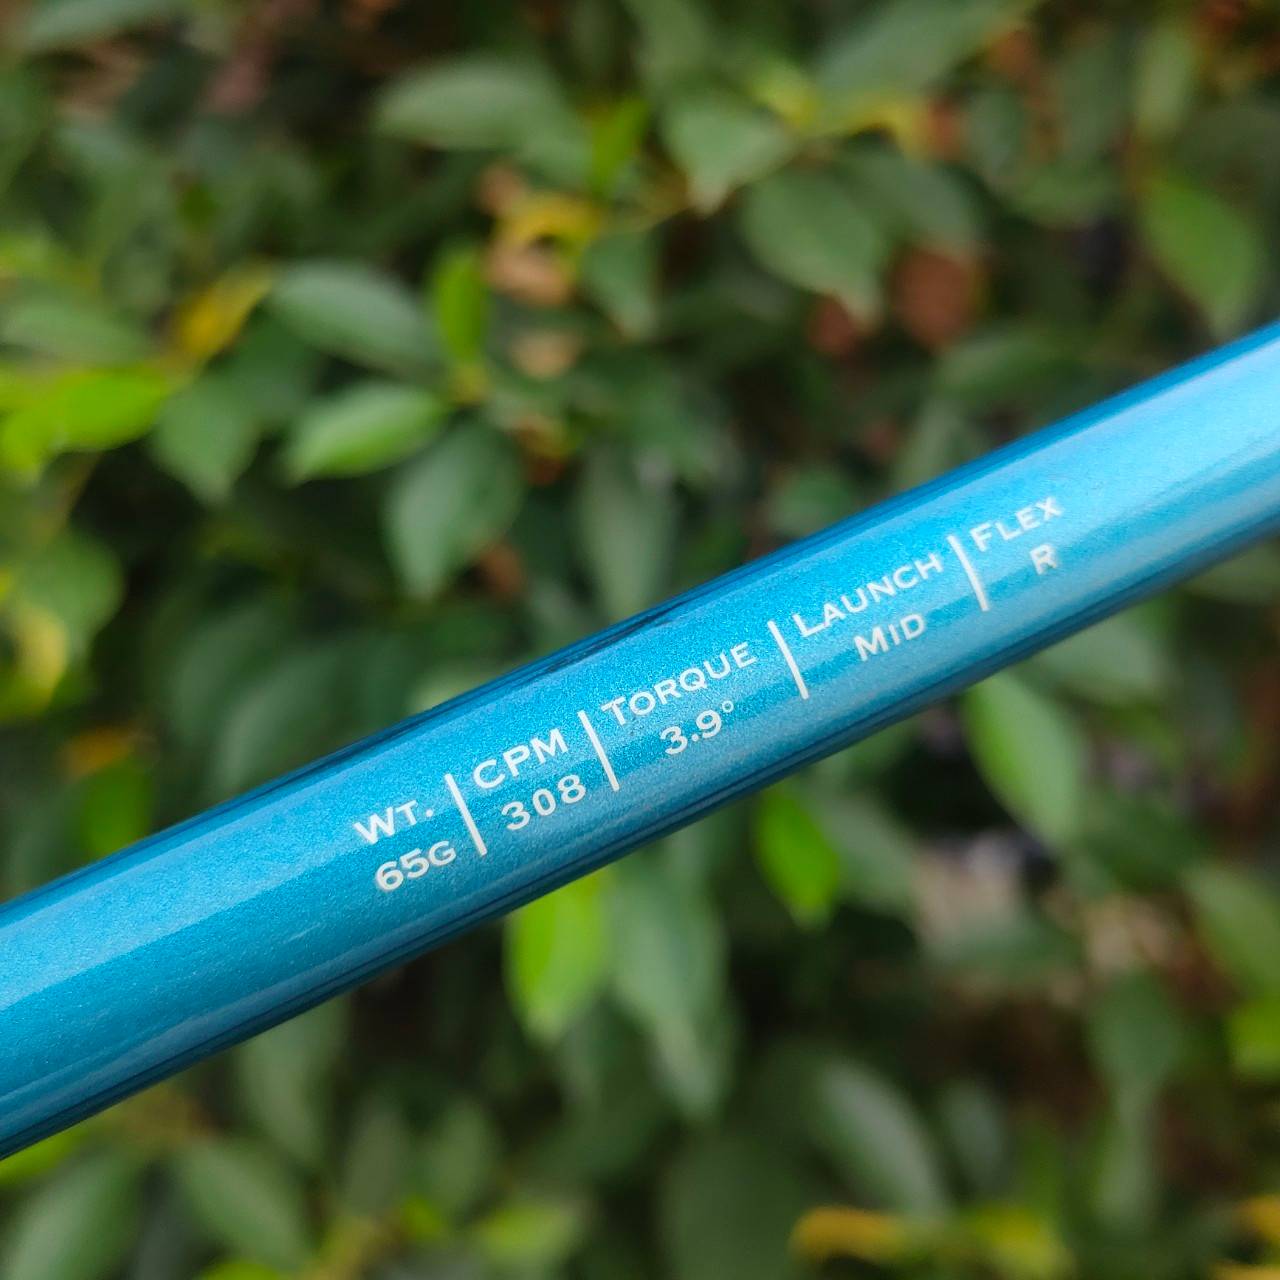 WT. | CPM | TORQUE | LAUNCH | FLEX
65G | 308 | 3.9° | MID | R